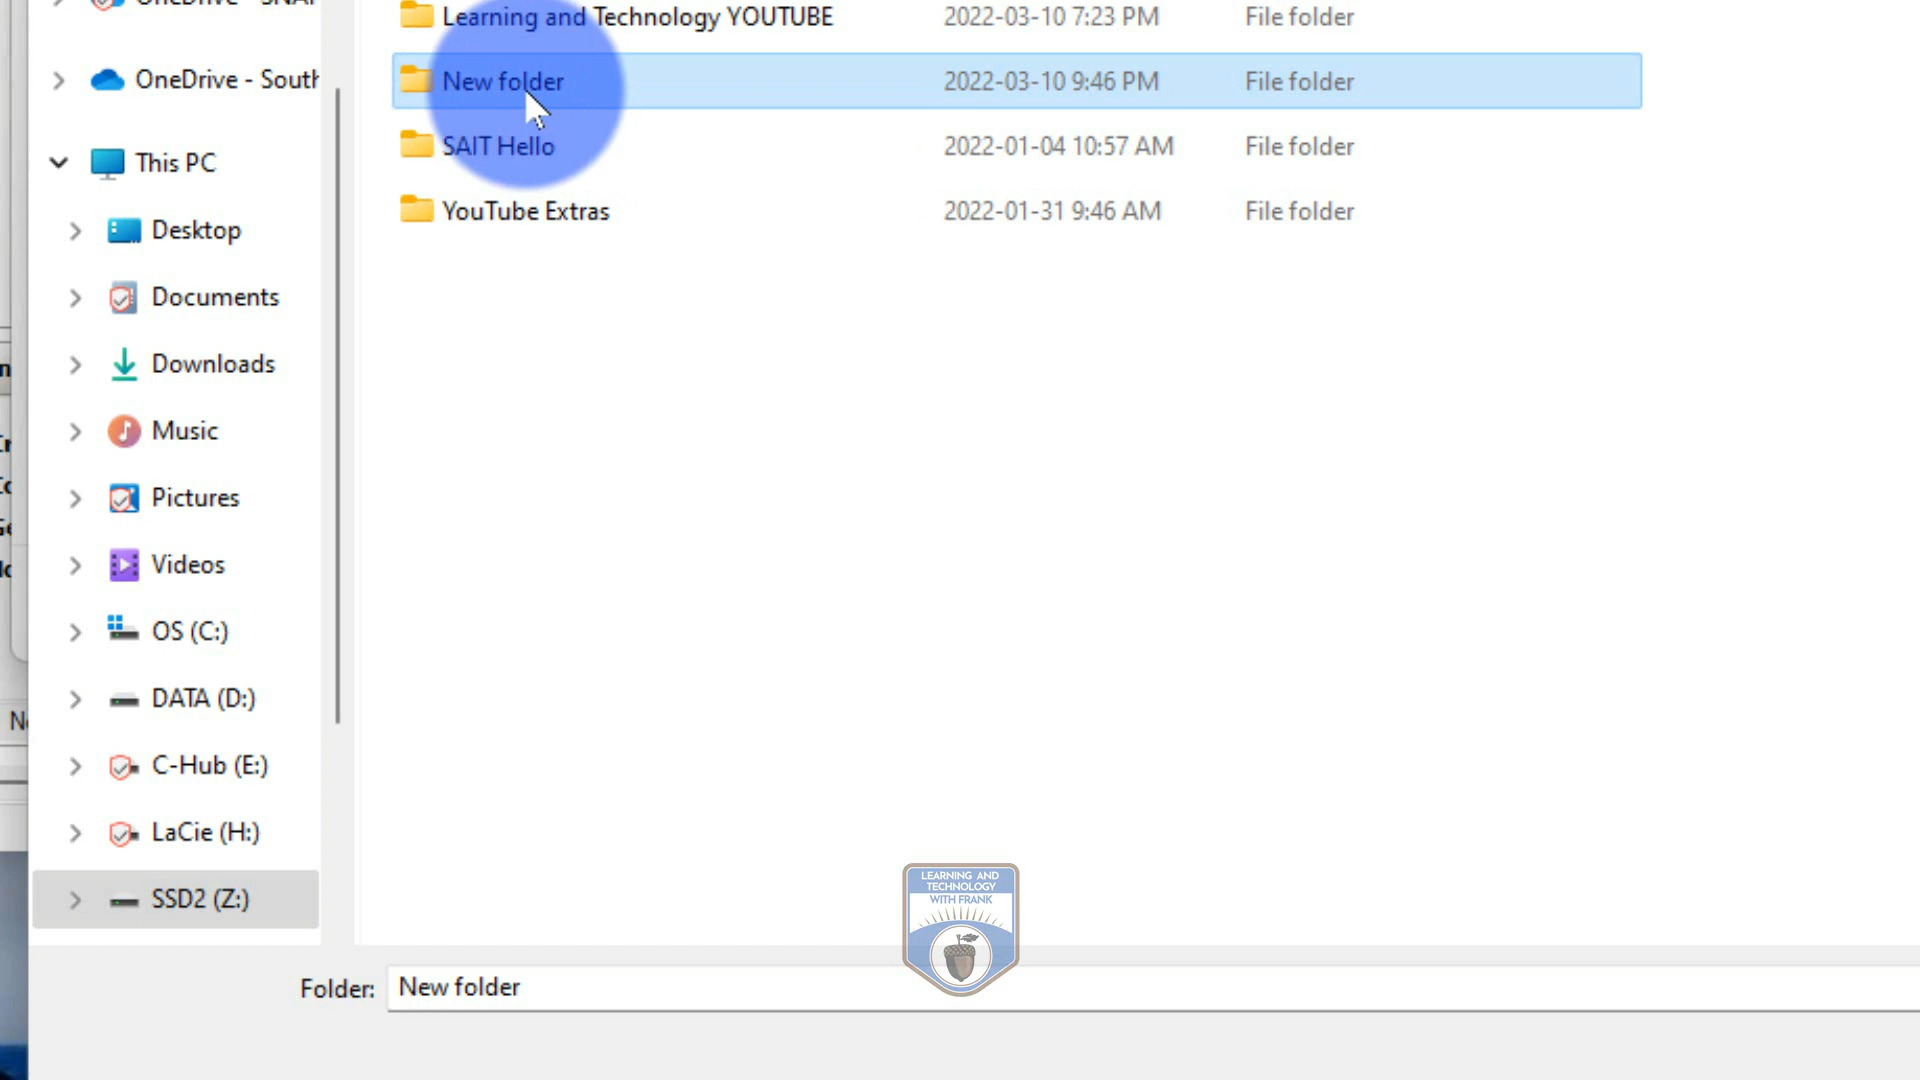 Learning and Technology YOUTUBE 2022-03-10 7:23 PM File folder
OneDrive - South
New folder 2022-03-10 9:46 PM File folder
SAIT Hello 2022-01-04 10:57 AM File folder
This PC
YouTube Extras 2022-01-31 9:46 AM File folder
Desktop
Documents
Downloads
Music
Pictures
Videos
OS (C:)
DATA (D:)
C-Hub (E:)
LaCie (H:)
SSD2 (Z:)
LEARNING AND
TECHNOLOGY
WITH FRANK
Folder: New folder